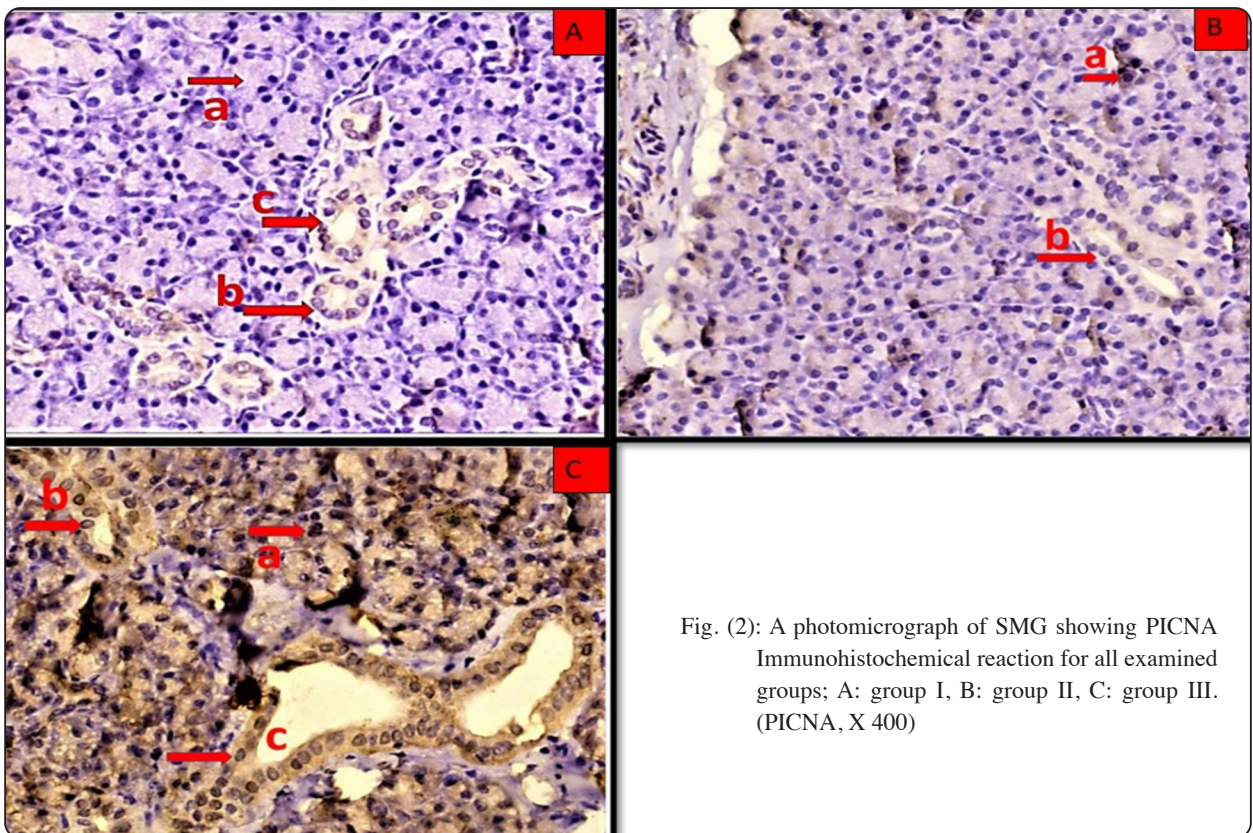 A
a
c
b
B
a
b
C
b
a
c
Fig. (2): A photomicrograph of SMG showing PICNA
Immunohistochemical reaction for all examined
groups; A: group I, B: group II, C: group III.
(PICNA, X 400)